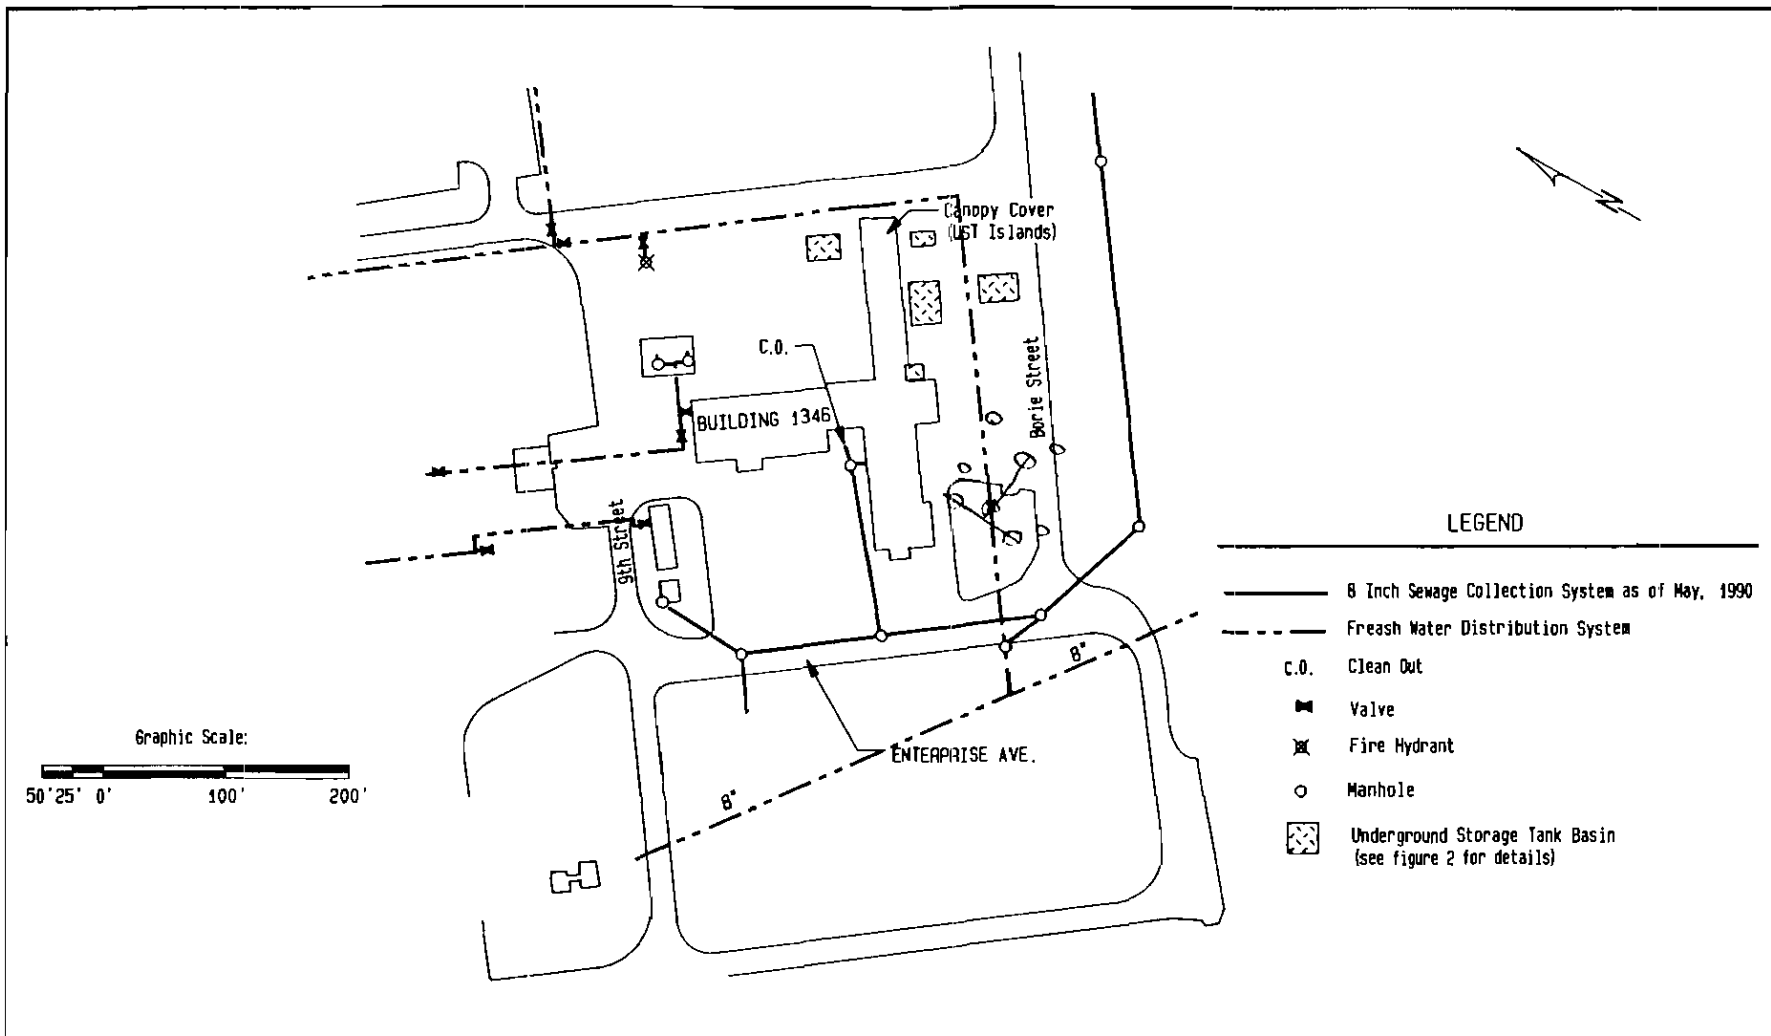 Canopy Cover
(UST Islands)
N
C.O.
BUILDING 1346
Borie Street
9th Street
LEGEND
8 Inch Sewage Collection System as of May, 1990
Freash Water Distribution System
C.O. Clean Out
Valve
Fire Hydrant
Manhole
Underground Storage Tank Basin
(see figure 2 for details)
8"
ENTERPRISE AVE.
8"
Graphic Scale:
50' 25' 0' 100' 200'